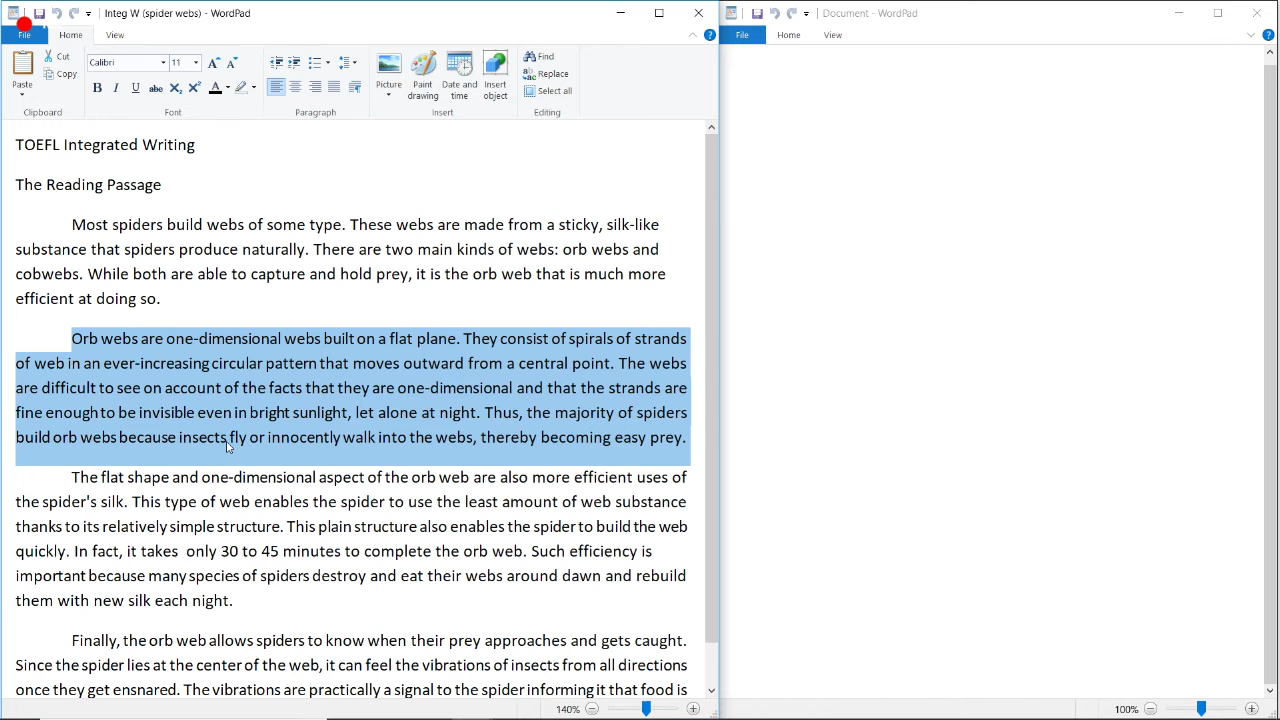 Integ W (spider webs) - WordPad
Document - WordPad
File
Home
View
File
Home
View
Paste
Cut
Copy
Calibri
11
Picture
Paint drawing
Date and time
Insert object
Find
Replace
Select all
Clipboard
Font
Paragraph
Insert
Editing
TOEFL Integrated Writing
The Reading Passage
Most spiders build webs of some type. These webs are made from a sticky, silk-like
substance that spiders produce naturally. There are two main kinds of webs: orb webs and
cobwebs. While both are able to capture and hold prey, it is the orb web that is much more
efficient at doing so.
Orb webs are one-dimensional webs built on a flat plane. They consist of spirals of strands
of web in an ever-increasing circular pattern that moves outward from a central point. The webs
are difficult to see on account of the facts that they are one-dimensional and that the strands are
fine enough to be invisible even in bright sunlight, let alone at night. Thus, the majority of spiders
build orb webs because insects fly or innocently walk into the webs, thereby becoming easy prey.
The flat shape and one-dimensional aspect of the orb web are also more efficient uses of
the spider's silk. This type of web enables the spider to use the least amount of web substance
thanks to its relatively simple structure. This plain structure also enables the spider to build the web
quickly. In fact, it takes  only 30 to 45 minutes to complete the orb web. Such efficiency is
important because many species of spiders destroy and eat their webs around dawn and rebuild
them with new silk each night.
Finally, the orb web allows spiders to know when their prey approaches and gets caught.
Since the spider lies at the center of the web, it can feel the vibrations of insects from all directions
once they get ensnared. The vibrations are practically a signal to the spider informing it that food is
140%
100%